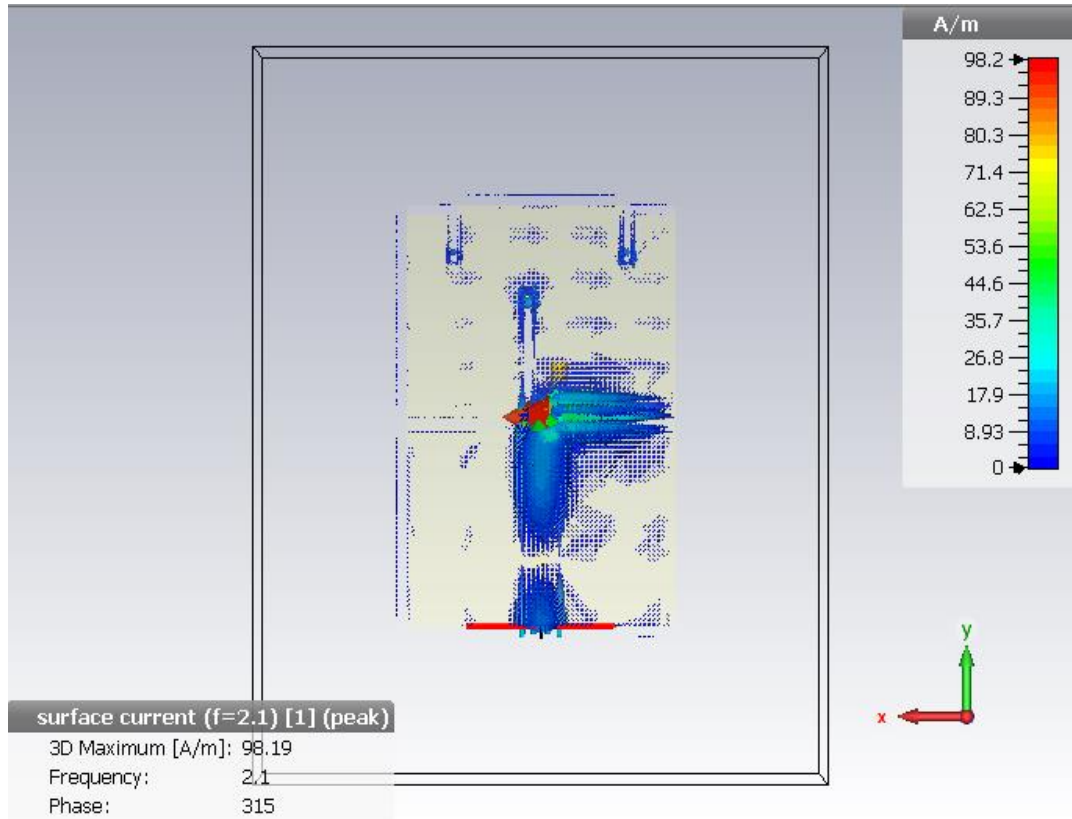 A/m
98.2
89.3
80.3
71.4
62.5
53.6
44.6
35.7
26.8
17.9
8.93
0
y
x
surface current (f=2.1) [1] (peak)
3D Maximum [A/m]: 98.19
Frequency: 2.1
Phase: 315